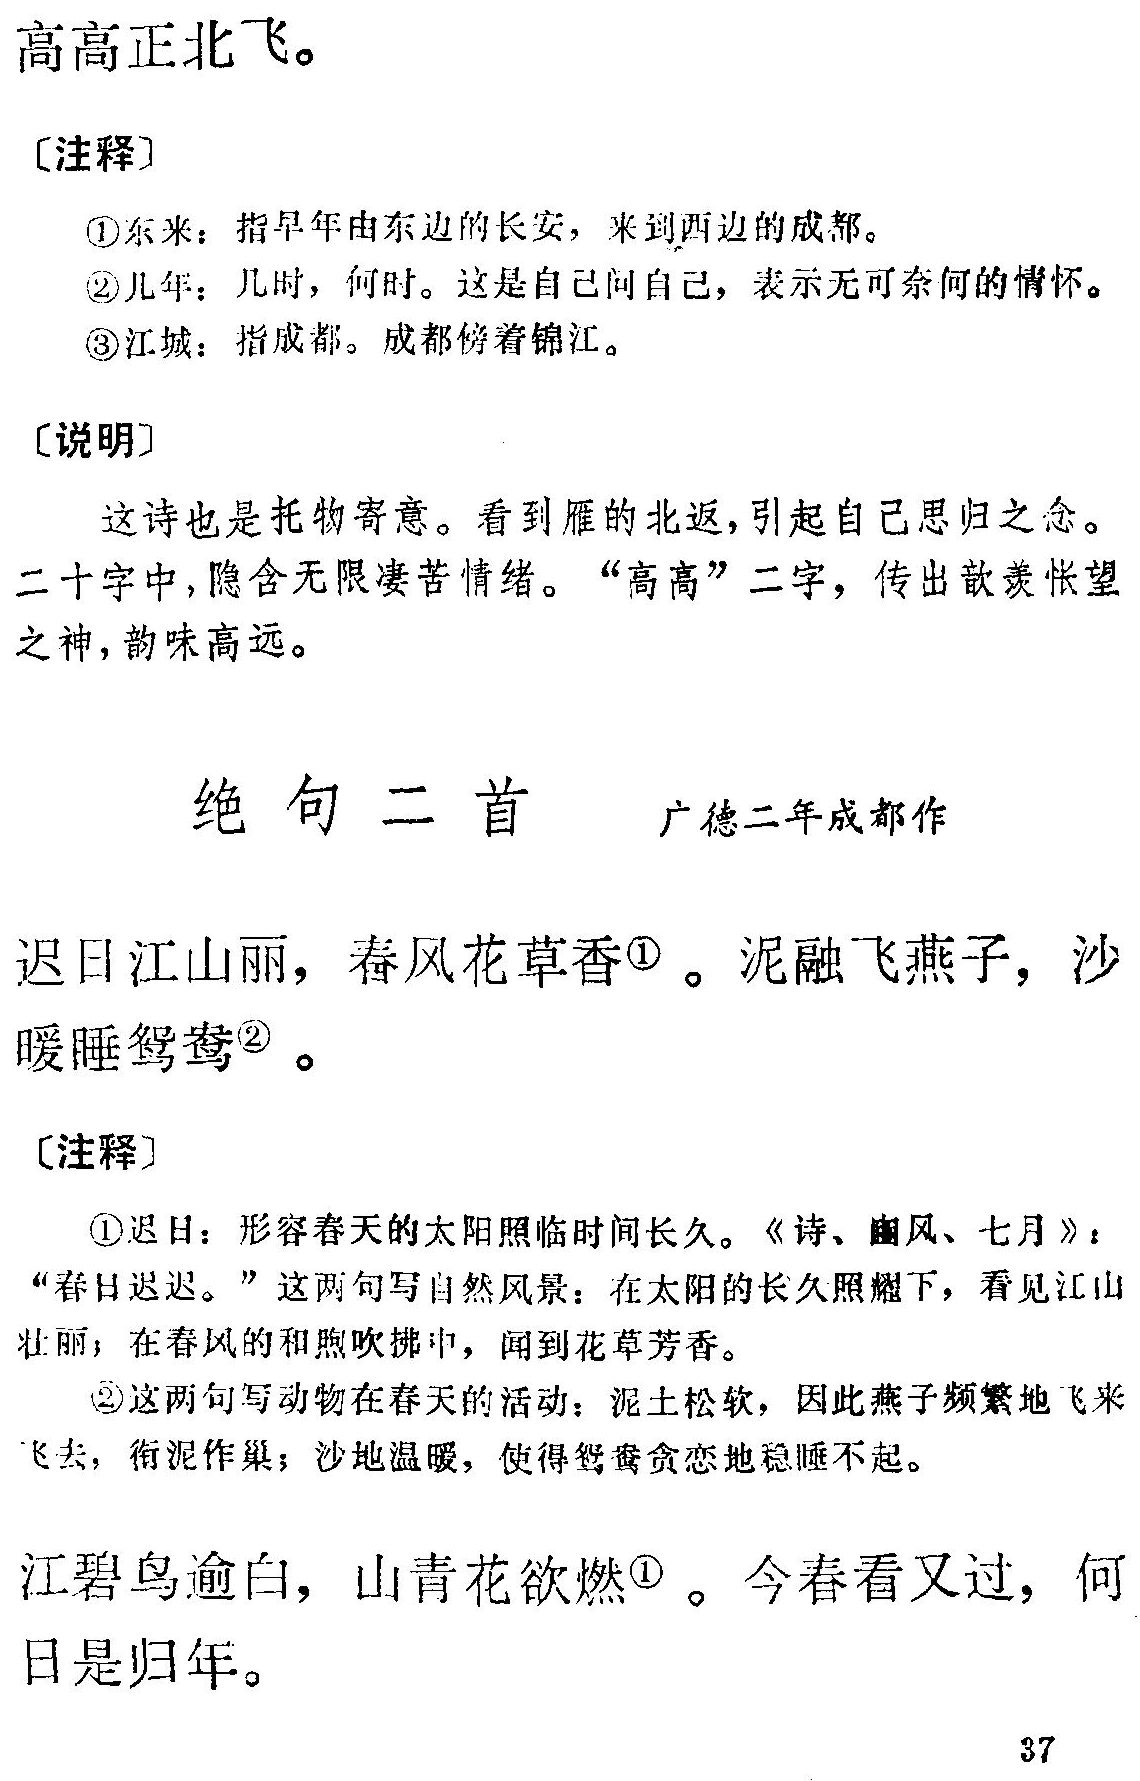 高高正北飞。
〔注释〕
①东来：指早年由东边的长安，来到西边的成都。
②几年：几时，何时。这是自己问自己，表示无可奈何的情怀。
③江城：指成都。成都傍着锦江。
〔说明〕
这诗也是托物寄意。看到雁的北返，引起自己思归之念。
二十字中，隐含无限凄苦情绪。“高高”二字，传出歆羡怅望
之神，韵味高远。
绝句二首 广德二年成都作
迟日江山丽，春风花草香①。泥融飞燕子，沙
暖睡鸳鸯②。
〔注释〕
①迟日：形容春天的太阳照临时间长久。《诗、豳风、七月》：
“春日迟迟。”这两句写自然风景：在太阳的长久照耀下，看见江山
壮丽；在春风的和煦吹拂中，闻到花草芳香。
②这两句写动物在春天的活动：泥土松软，因此燕子频繁地飞来
飞去，衔泥作巢；沙地温暖，使得鸳鸯贪恋地稳睡不起。
江碧鸟逾白，山青花欲燃①。今春看又过，何
日是归年。
37